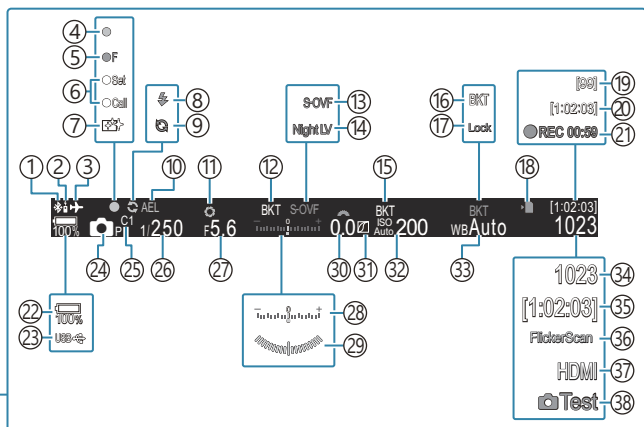 ④
⑤ F
⑥ Set
Call
⑦
⑧
⑨
S-OVF ⑬
Night LV ⑭
⑯ BKT
⑰ Lock
[99] ⑲
[1:02:03] ⑳
REC 00:59 ㉑
① ② ③ ⑩ ⑪ ⑫ ⑮ ⑱
AEL BKT S-OVF BKT BKT [1:02:03]
100% C1 P 1/250 F5.6 − 0 + 0.0 ISO Auto 200 WB Auto 1023
㉔ ㉕ ㉖ ㉗ ㉚ ㉛ ㉜ ㉝
㉒ 100%
㉓ USB
− 0 + ㉘
㉙
1023 ㉞
[1:02:03] ㉟
FlickerScan ㊱
HDMI ㊲
Test ㊳